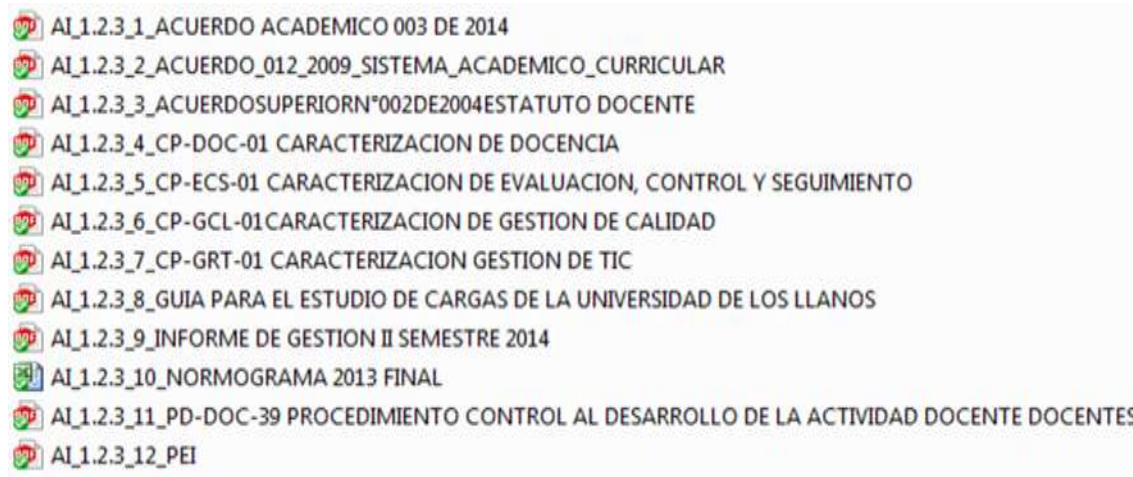 AI_1.2.3_1_ACUERDO ACADEMICO 003 DE 2014
AI_1.2.3_2_ACUERDO_012_2009_SISTEMA_ACADEMICO_CURRICULAR
AI_1.2.3_3_ACUERDOSUPERIORN°002DE2004ESTATUTO DOCENTE
AI_1.2.3_4_CP-DOC-01 CARACTERIZACION DE DOCENCIA
AI_1.2.3_5_CP-ECS-01 CARACTERIZACION DE EVALUACION, CONTROL Y SEGUIMIENTO
AI_1.2.3_6_CP-GCL-01CARACTERIZACION DE GESTION DE CALIDAD
AI_1.2.3_7_CP-GRT-01 CARACTERIZACION GESTION DE TIC
AI_1.2.3_8_GUIA PARA EL ESTUDIO DE CARGAS DE LA UNIVERSIDAD DE LOS LLANOS
AI_1.2.3_9_INFORME DE GESTION II SEMESTRE 2014
AI_1.2.3_10_NORMOGRAMA 2013 FINAL
AI_1.2.3_11_PD-DOC-39 PROCEDIMIENTO CONTROL AL DESARROLLO DE LA ACTIVIDAD DOCENTE DOCENTES
AI_1.2.3_12_PEI